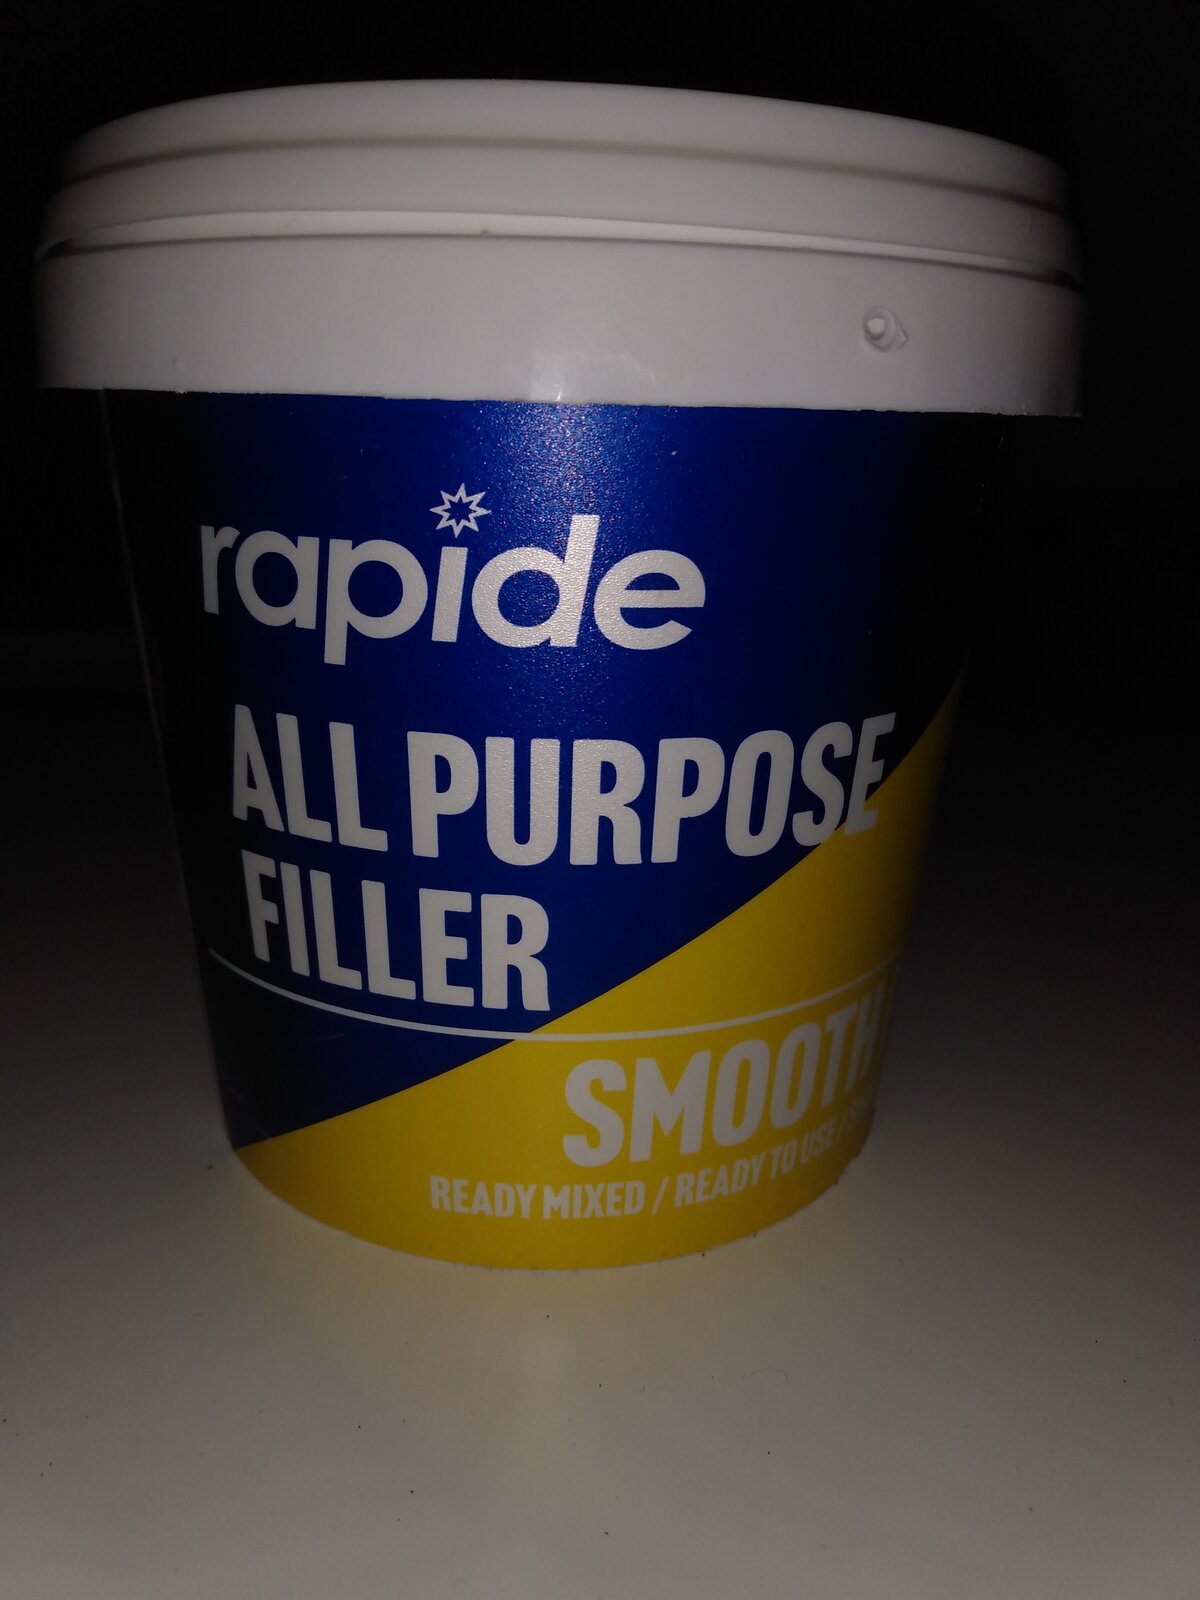 rapide
ALL PURPOSE
FILLER
SMOOTH
READY MIXED / READY TO USE /